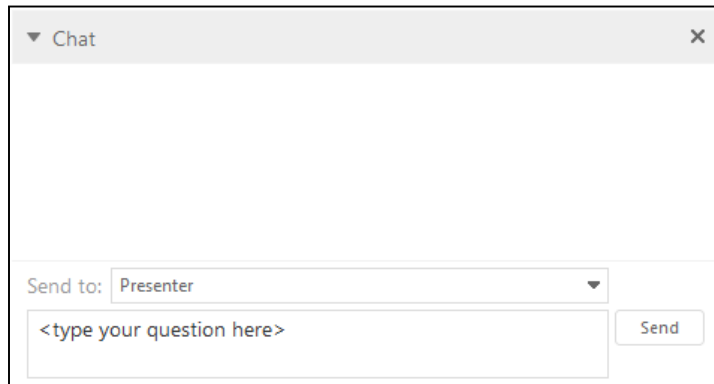 Chat
Send to: Presenter
<type your question here>
Send